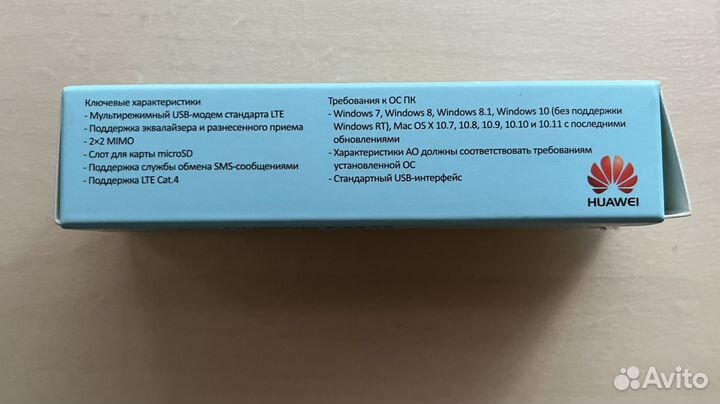 Ключевые характеристики
- Мультирежимный USB-модем стандарта LTE
- Поддержка эквалайзера и разнесенного приема
- 2×2 MIMO
- Слот для карты microSD
- Поддержка службы обмена SMS-сообщениями
- Поддержка LTE Cat.4
Требования к ОС ПК
- Windows 7, Windows 8, Windows 8.1, Windows 10 (без поддержки
Windows RT), Mac OS X 10.7, 10.8, 10.9, 10.10 и 10.11 с последними
обновлениями
- Характеристики АО должны соответствовать требованиям
установленной ОС
- Стандартный USB-интерфейс
HUAWEI
Avito